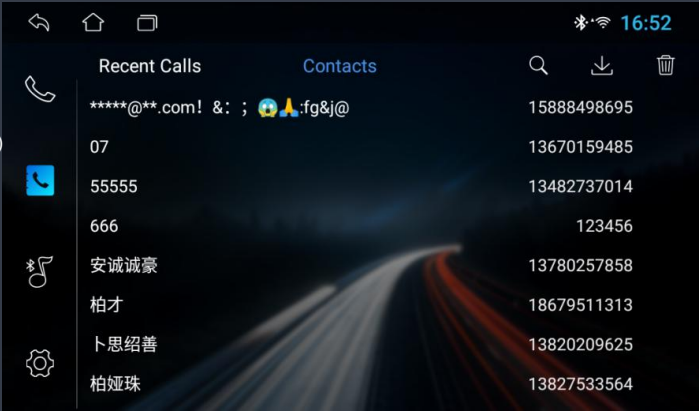 16:52
Recent Calls Contacts
*****@**.com！&：；😱🙏:fg&j@ 15888498695
07 13670159485
55555 13482737014
666 123456
安诚诚豪 13780257858
柏才 18679511313
卜思绍善 13820209625
柏娅珠 13827533564